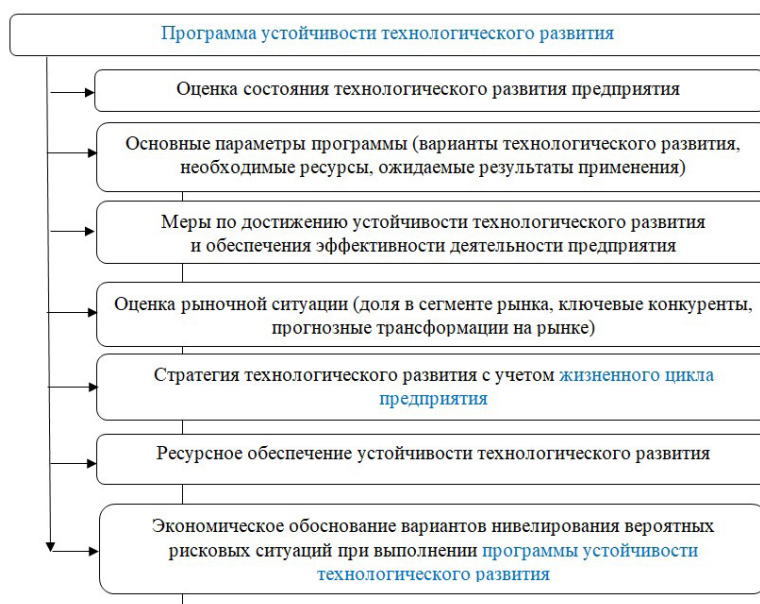 Программа устойчивости технологического развития
Оценка состояния технологического развития предприятия
Основные параметры программы (варианты технологического развития,
необходимые ресурсы, ожидаемые результаты применения)
Меры по достижению устойчивости технологического развития
и обеспечения эффективности деятельности предприятия
Оценка рыночной ситуации (доля в сегменте рынка, ключевые конкуренты,
прогнозные трансформации на рынке)
Стратегия технологического развития с учетом жизненного цикла
предприятия
Ресурсное обеспечение устойчивости технологического развития
Экономическое обоснование вариантов нивелирования вероятных
рисковых ситуаций при выполнении программы устойчивости
технологического развития